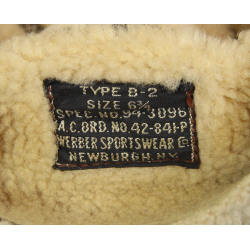 TYPE B-2
SIZE 6¾
SPEC. NO. 94-3096
A.C. ORD. NO. 42-841-P
WERBER SPORTSWEAR Co
NEWBURGH. N.Y.